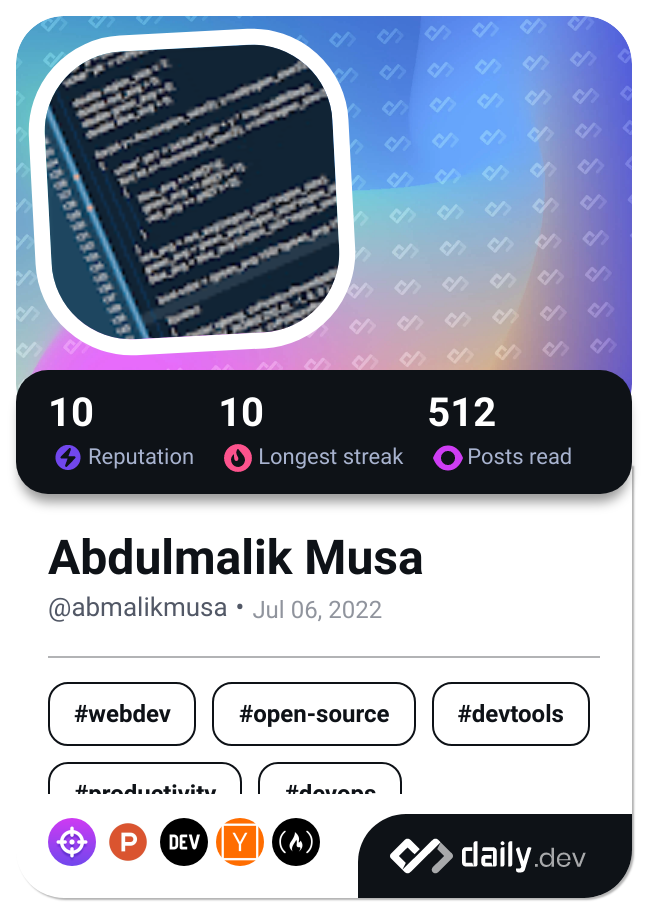 10 10 512
Reputation Longest streak Posts read
Abdulmalik Musa
@abmalikmusa • Jul 06, 2022
#webdev #open-source #devtools
#productivity #devops
P DEV Y
daily.dev